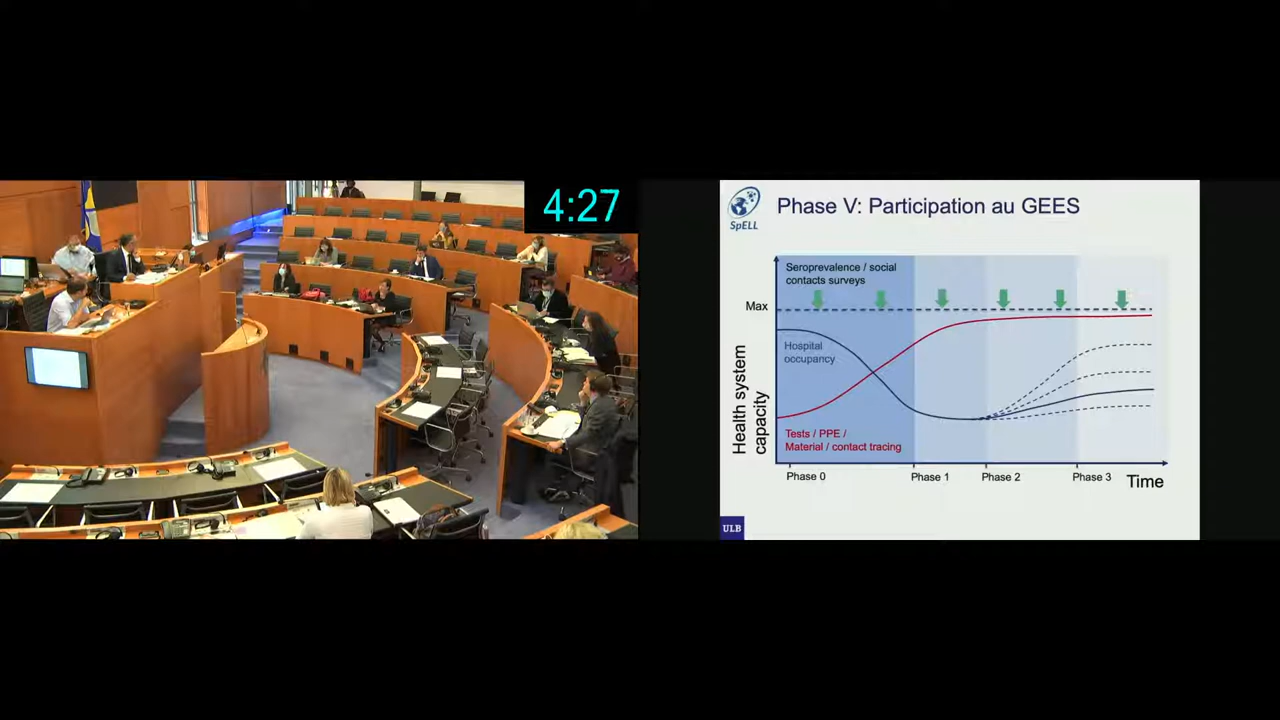 4:27
SpELL
Phase V: Participation au GEES
Seroprevalence / social
contacts surveys
Max
Hospital
occupancy
Health system
capacity
Tests / PPE /
Material / contact tracing
Phase 0
Phase 1
Phase 2
Phase 3
Time
ULB